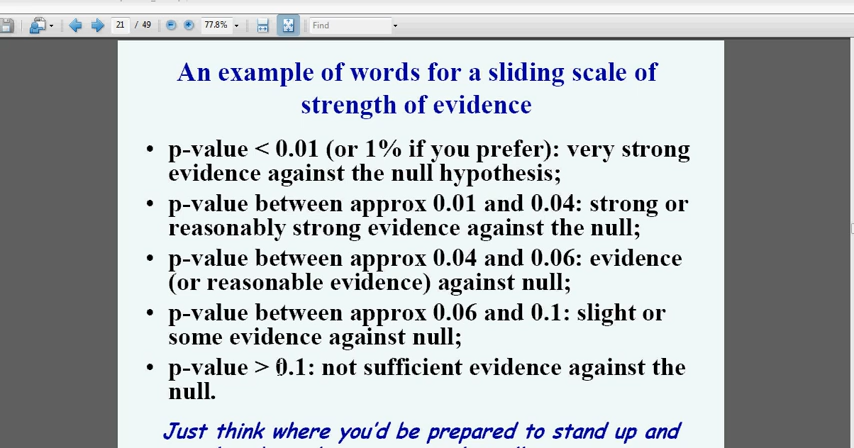 21 / 49
77.8%
Find
An example of words for a sliding scale of
strength of evidence
• p-value < 0.01 (or 1% if you prefer): very strong
evidence against the null hypothesis;
• p-value between approx 0.01 and 0.04: strong or
reasonably strong evidence against the null;
• p-value between approx 0.04 and 0.06: evidence
(or reasonable evidence) against null;
• p-value between approx 0.06 and 0.1: slight or
some evidence against null;
• p-value > 0.1: not sufficient evidence against the
null.
Just think where you'd be prepared to stand up and